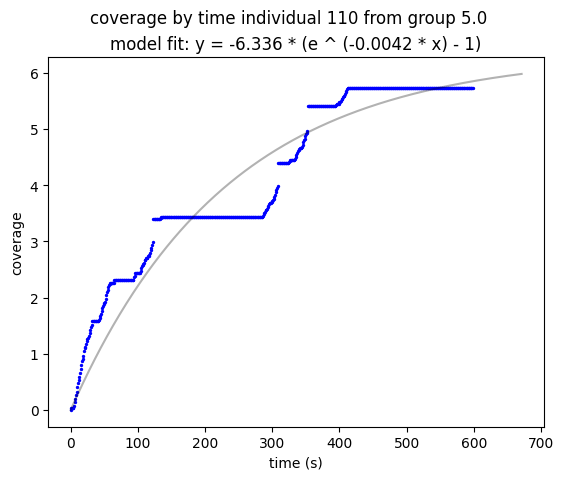 coverage by time individual 110 from group 5.0
model fit: y = -6.336 * (e ^ (-0.0042 * x) - 1)
6
5
4
3
2
1
0
coverage
0 100 200 300 400 500 600 700
time (s)